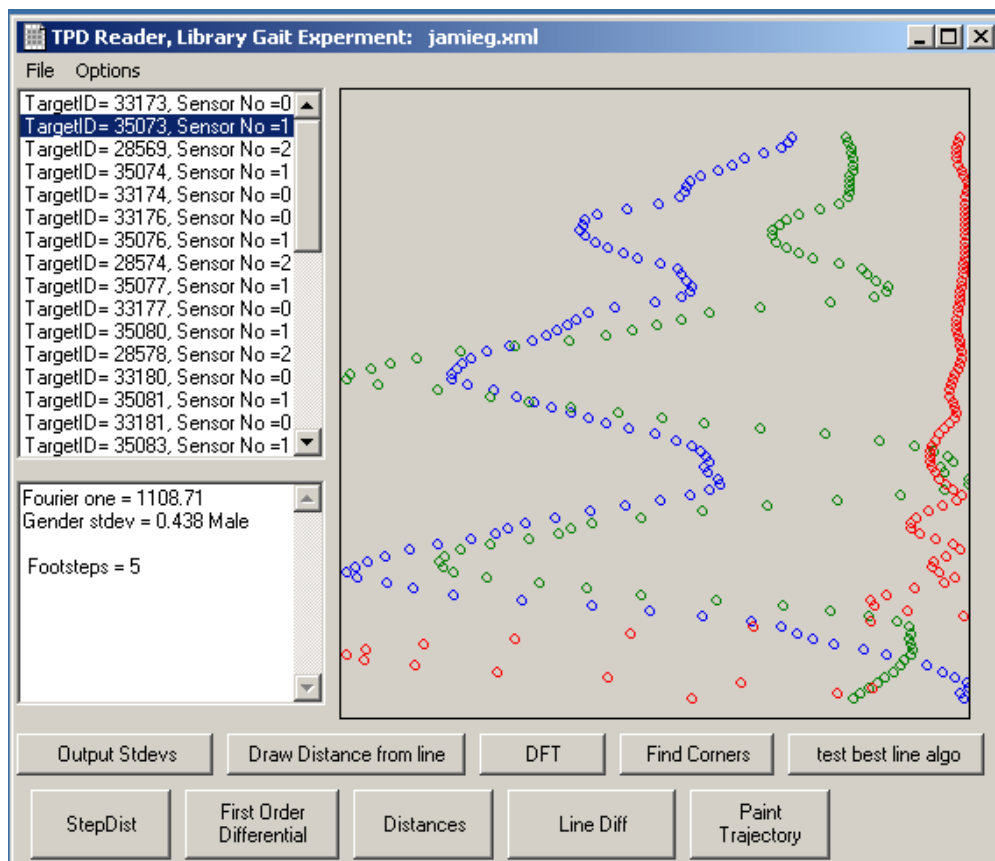 TPD Reader, Library Gait Experment: jamieg.xml
File Options
TargetID= 33173, Sensor No =0
TargetID= 35073, Sensor No =1
TargetID= 28569, Sensor No =2
TargetID= 35074, Sensor No =1
TargetID= 33174, Sensor No =0
TargetID= 33176, Sensor No =0
TargetID= 35076, Sensor No =1
TargetID= 28574, Sensor No =2
TargetID= 35077, Sensor No =1
TargetID= 33177, Sensor No =0
TargetID= 35080, Sensor No =1
TargetID= 28578, Sensor No =2
TargetID= 33180, Sensor No =0
TargetID= 35081, Sensor No =1
TargetID= 33181, Sensor No =0
TargetID= 35083, Sensor No =1
Fourier one = 1108.71
Gender stdev = 0.438 Male
Footsteps = 5
Output Stdevs Draw Distance from line DFT Find Corners test best line algo
StepDist First Order Differential Distances Line Diff Paint Trajectory